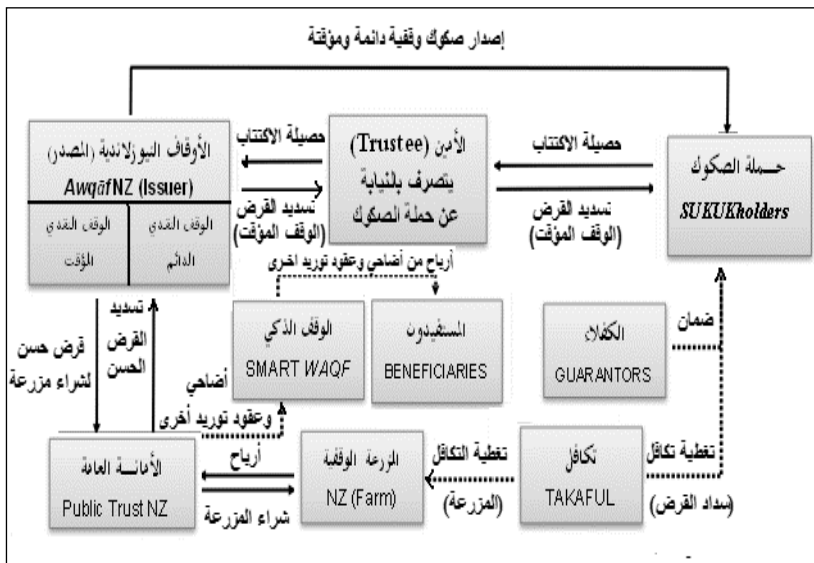 إصدار صكوك وقفية دائمة ومؤقتة
الأوقاف النيوزلاندية (المصدر)
AwqāfNZ (Issuer)
الوقف النقدي
الدائم
الوقف النقدي
المؤقت
حصيلة الاكتتاب
تسديد القرض
(الوقف المؤقت)
الأمين (Trustee)
يتصرف بالنيابة
عن حملة الصكوك
حصيلة الاكتتاب
تسديد القرض
(الوقف المؤقت)
حـملة الصكوك
SUKUKholders
أرباح من أضاحي وعقود توريد اخرى
الوقف الذكي
SMART WAQF
المستفيدون
BENEFICIARIES
الكفلاء
GUARANTORS
ضمان
قرض حسن
لشراء مزرعة
تسديد
القرض
الحسن
أضاحي
وعقود توريد أخرى
الأمانـة العامة
Public Trust NZ
أرباح
شراء المزرعة
المزرعة الوقفية
NZ (Farm)
تغطية التكافل
(المزرعة)
تكافل
TAKAFUL
تغطية تكافل
(سداد القرض)